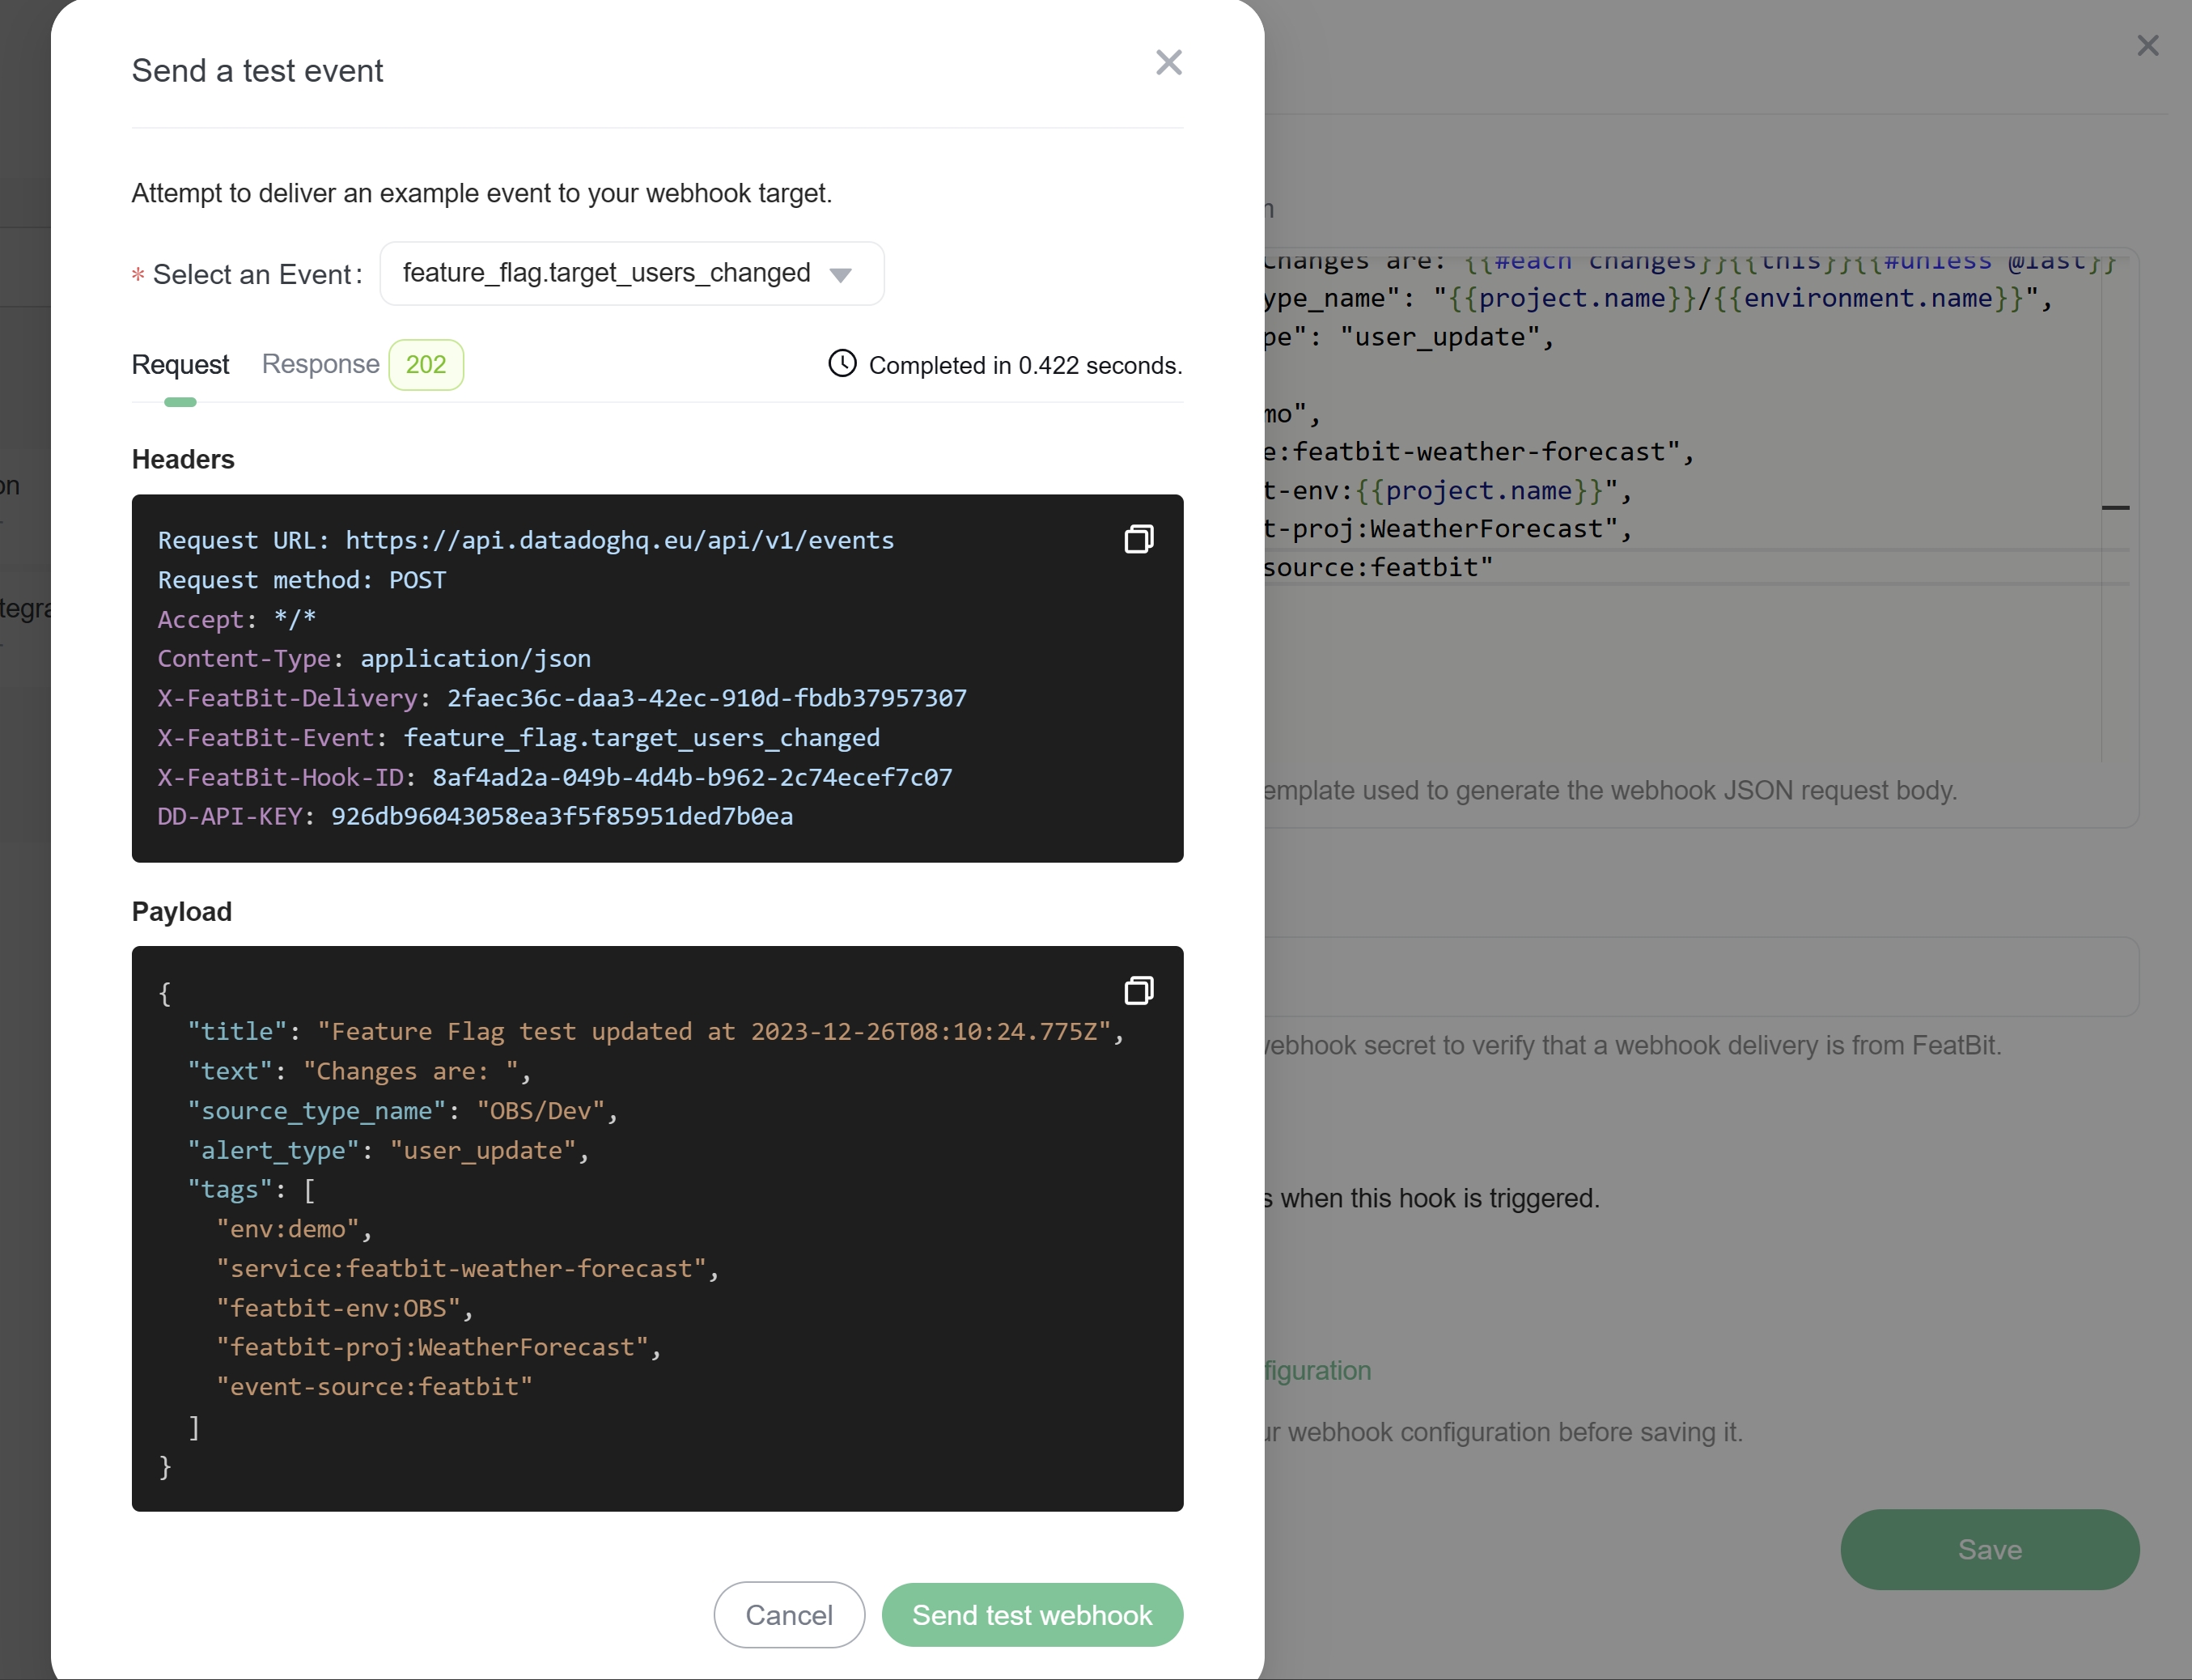 Send a test event
Attempt to deliver an example event to your webhook target.
* Select an Event: feature_flag.target_users_changed
Request Response 202 Completed in 0.422 seconds.
Headers
Request URL: https://api.datadoghq.eu/api/v1/events
Request method: POST
Accept: */*
Content-Type: application/json
X-FeatBit-Delivery: 2faec36c-daa3-42ec-910d-fbdb37957307
X-FeatBit-Event: feature_flag.target_users_changed
X-FeatBit-Hook-ID: 8af4ad2a-049b-4d4b-b962-2c74ecef7c07
DD-API-KEY: 926db96043058ea3f5f85951ded7b0ea
Payload
{
"title": "Feature Flag test updated at 2023-12-26T08:10:24.775Z",
"text": "Changes are: ",
"source_type_name": "OBS/Dev",
"alert_type": "user_update",
"tags": [
"env:demo",
"service:featbit-weather-forecast",
"featbit-env:OBS",
"featbit-proj:WeatherForecast",
"event-source:featbit"
]
}
Cancel Send test webhook
on
tegra
n
changes are: {{#each changes}}{{this}}{{#unless @last}}
ype_name": "{{project.name}}/{{environment.name}}",
pe": "user_update",
mo",
e:featbit-weather-forecast",
t-env:{{project.name}}",
t-proj:WeatherForecast",
source:featbit"
emplate used to generate the webhook JSON request body.
webhook secret to verify that a webhook delivery is from FeatBit.
s when this hook is triggered.
figuration
ur webhook configuration before saving it.
Save